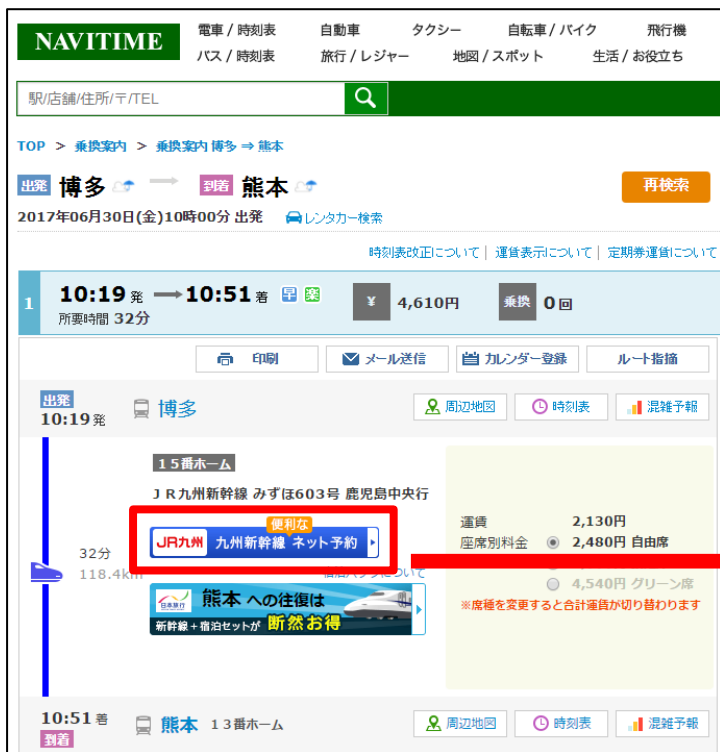 NAVITIME
電車 / 時刻表 自動車 タクシー 自転車 / バイク 飛行機
バス / 時刻表 旅行 / レジャー 地図 / スポット 生活 / お役立ち
駅/店舗/住所/〒/TEL
TOP > 乗換案内 > 乗換案内 博多 ⇒ 熊本
出発 博多 到着 熊本
再検索
2017年06月30日(金)10時00分 出発 レンタカー検索
時刻表改正について | 運賃表示について | 定期券運賃について
1 10:19 発 → 10:51 着 早 楽 ¥ 4,610円 乗換 0回
所要時間 32分
印刷 メール送信 カレンダー登録 ルート指摘
出発
10:19 発 博多 周辺地図 時刻表 混雑予報
15番ホーム
JR九州新幹線 みずほ603号 鹿児島中央行
便利な
JR九州 九州新幹線 ネット予約
運賃 2,130円
座席別料金 2,480円 自由席
32分
118.4km
4,540円 グリーン席
※席種を変更すると合計運賃が切り替わります
日本旅行 熊本 への往復は
新幹線+宿泊セットが 断然お得
10:51 着 熊本 13番ホーム 周辺地図 時刻表 混雑予報
到着